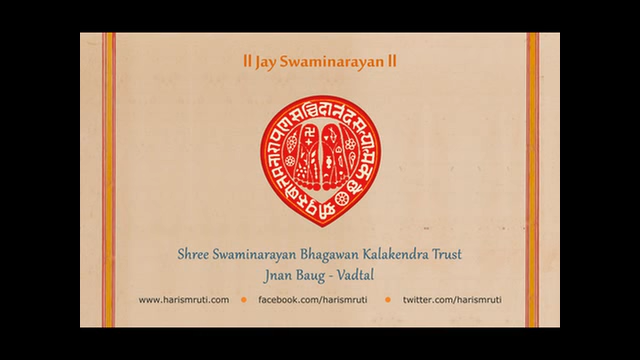 ॥ Jay Swaminarayan ॥
Shree Swaminarayan Bhagawan Kalakendra Trust
Jnan Baug - Vadtal
www.harismruti.com • facebook.com/harismruti • twitter.com/harismruti